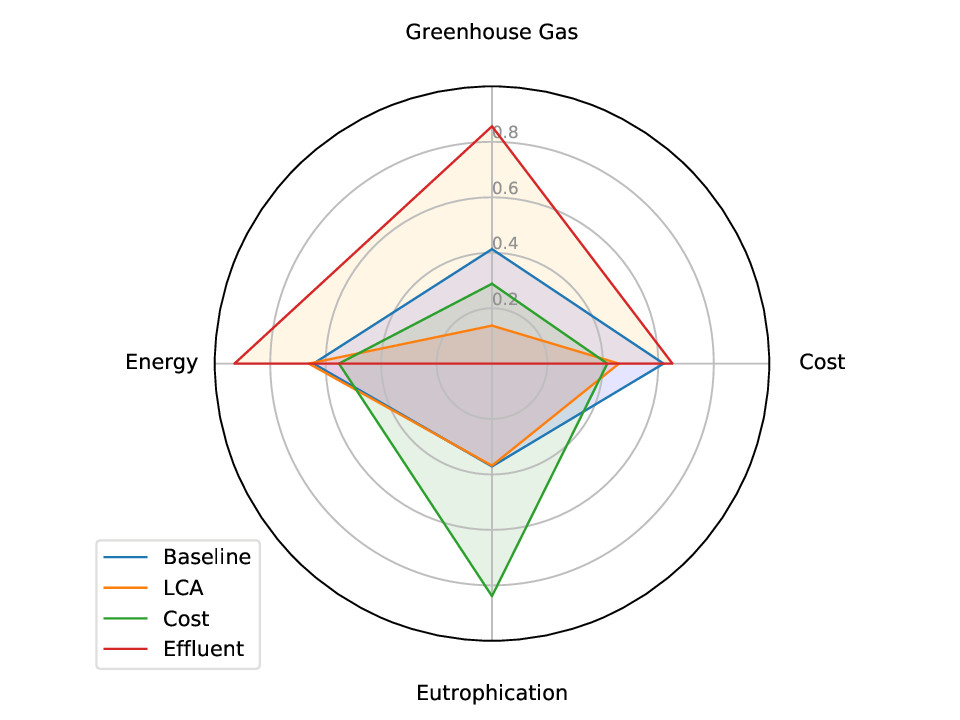 Greenhouse Gas
0.8
0.6
0.4
0.2
Energy
Cost
Baseline
LCA
Cost
Effluent
Eutrophication